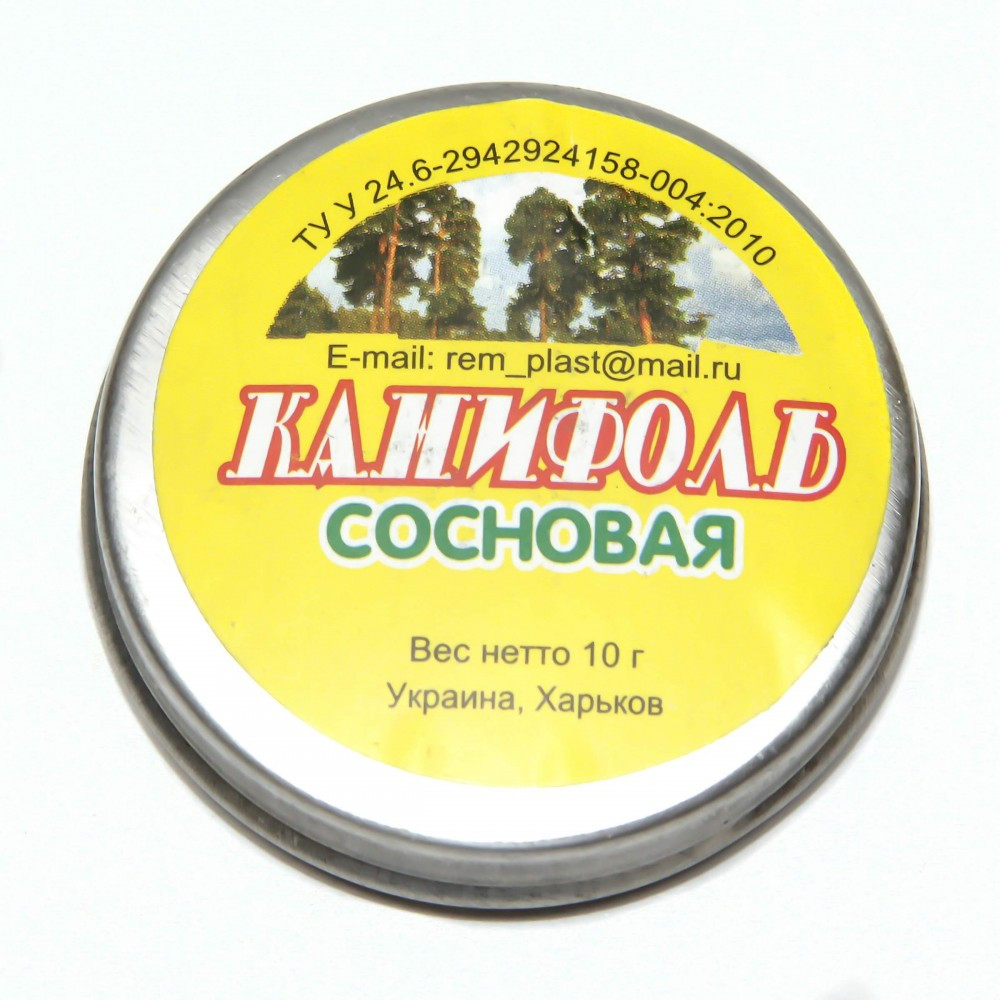 ТУ У 24.6-2942924158-004:2010
E-mail: rem_plast@mail.ru
КАНИФОЛЬ
СОСНОВАЯ
Вес нетто 10 г
Украина, Харьков